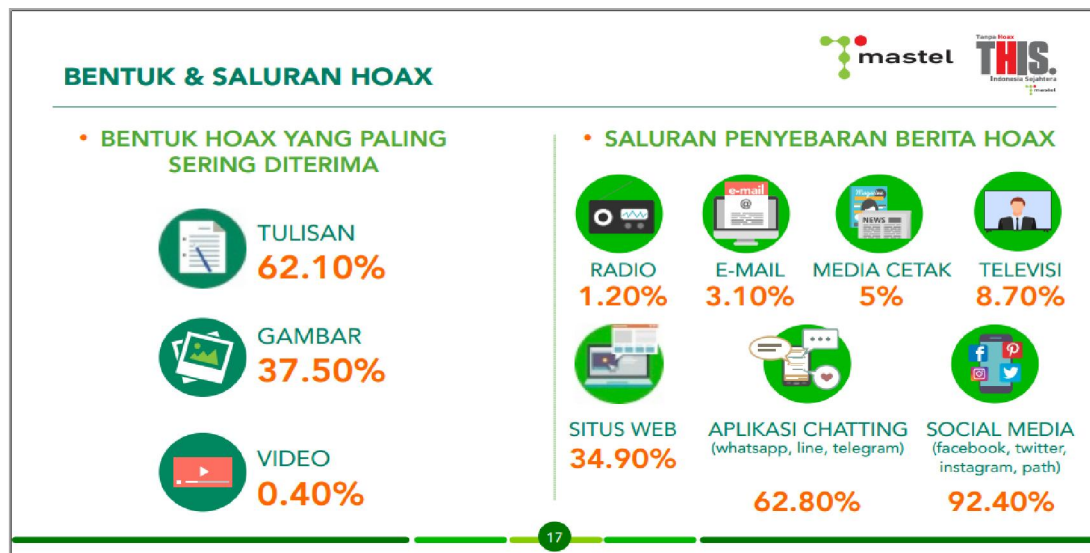 mastel
Tanpa Hoax
THIS.
Indonesia Sejahtera
mastel
BENTUK & SALURAN HOAX
• BENTUK HOAX YANG PALING
SERING DITERIMA
TULISAN
62.10%
GAMBAR
37.50%
VIDEO
0.40%
• SALURAN PENYEBARAN BERITA HOAX
e-mail
@
NEWS
RADIO
1.20%
E-MAIL
3.10%
MEDIA CETAK
5%
TELEVISI
8.70%
SITUS WEB
34.90%
APLIKASI CHATTING
(whatsapp, line, telegram)
62.80%
SOCIAL MEDIA
(facebook, twitter,
instagram, path)
92.40%
17